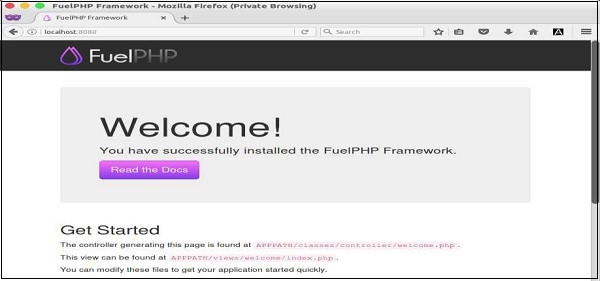 FuelPHP Framework - Mozilla Firefox (Private Browsing)
FuelPHP Framework
localhost:8080
Search
FuelPHP
Welcome!
You have successfully installed the FuelPHP Framework.
Read the Docs
Get Started
The controller generating this page is found at APPPATH/classes/controller/welcome.php.
This view can be found at APPPATH/views/welcome/index.php.
You can modify these files to get your application started quickly.